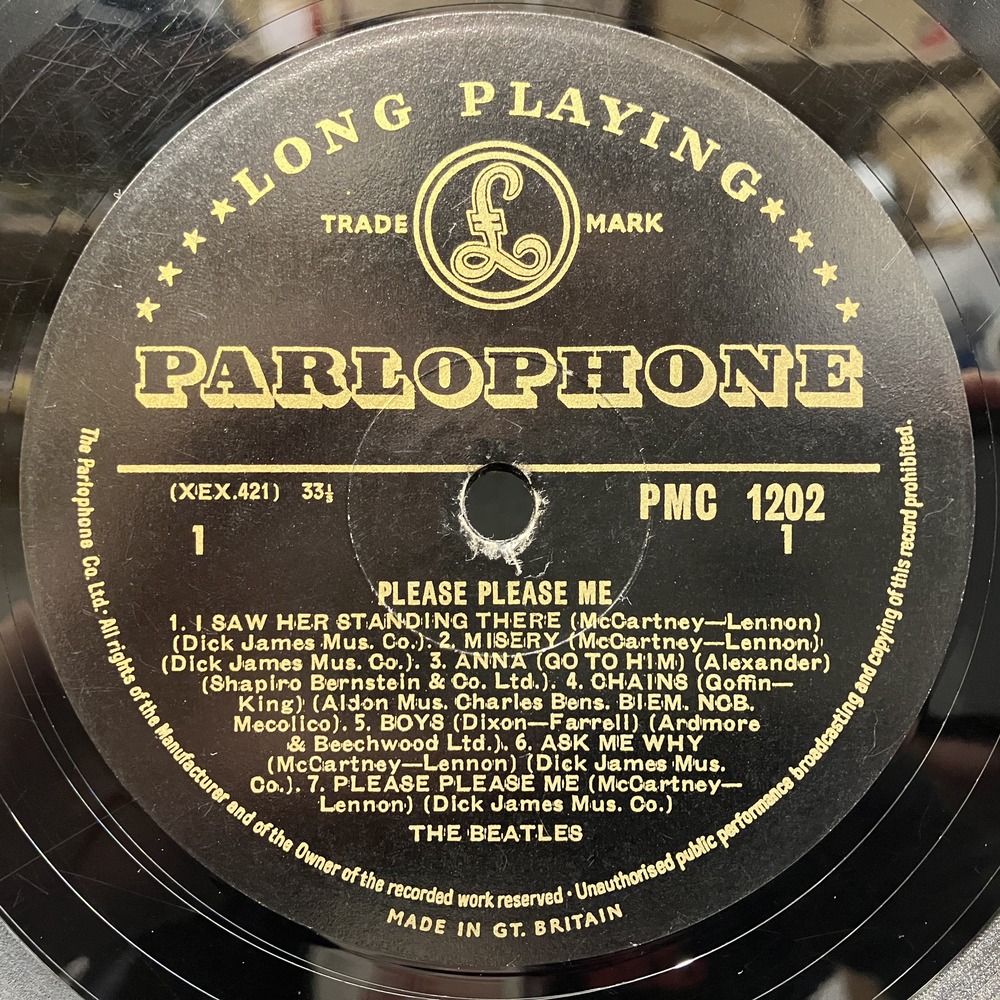 LONG PLAYING
TRADE £ MARK
PARLOPHONE
(XEX.421) 33⅓
PMC 1202
1
1
PLEASE PLEASE ME
1. I SAW HER STANDING THERE (McCartney—Lennon)
(Dick James Mus. Co.). 2. MISERY (McCartney—Lennon)
(Dick James Mus. Co.). 3. ANNA (GO TO HIM) (Alexander)
(Shapiro Bernstein & Co. Ltd.). 4. CHAINS (Goffin—
King) (Aldon Mus. Charles Bens. BIEM. NCB.
Mecolico). 5. BOYS (Dixon—Farrell) (Ardmore
& Beechwood Ltd.). 6. ASK ME WHY
(McCartney—Lennon) (Dick James Mus.
Co.). 7. PLEASE PLEASE ME (McCartney—
Lennon) (Dick James Mus. Co.)
THE BEATLES
The Parlophone Co. Ltd. · All rights of the Manufacturer and of the Owner of the recorded work reserved · Unauthorised public performance broadcasting and copying of this record prohibited.
MADE IN GT. BRITAIN